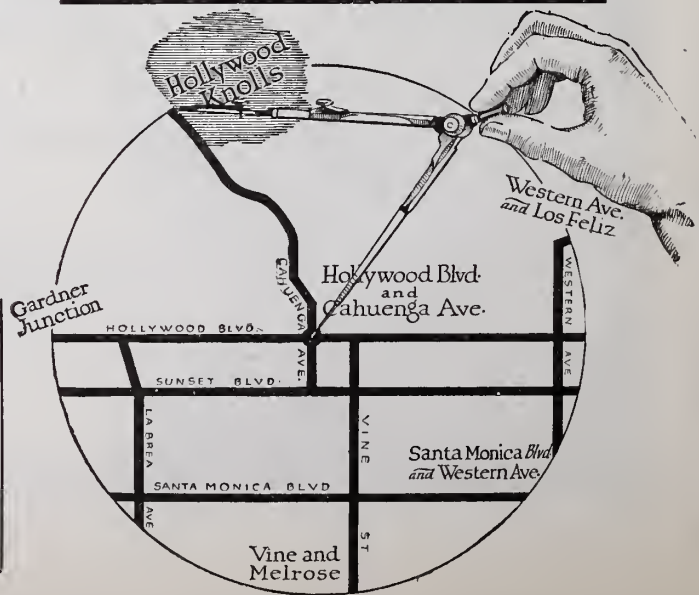 Hollywood
Knolls
Western Ave.
and Los Feliz
CAHUENGA AVE.
Hollywood Blvd.
and
Cahuenga Ave.
WESTERN AVE
Gardner
Junction
HOLLYWOOD BLVD.
SUNSET BLVD.
LA BREA AVE
VINE ST
Santa Monica Blvd
and Western Ave.
SANTA MONICA BLVD
Vine and
Melrose